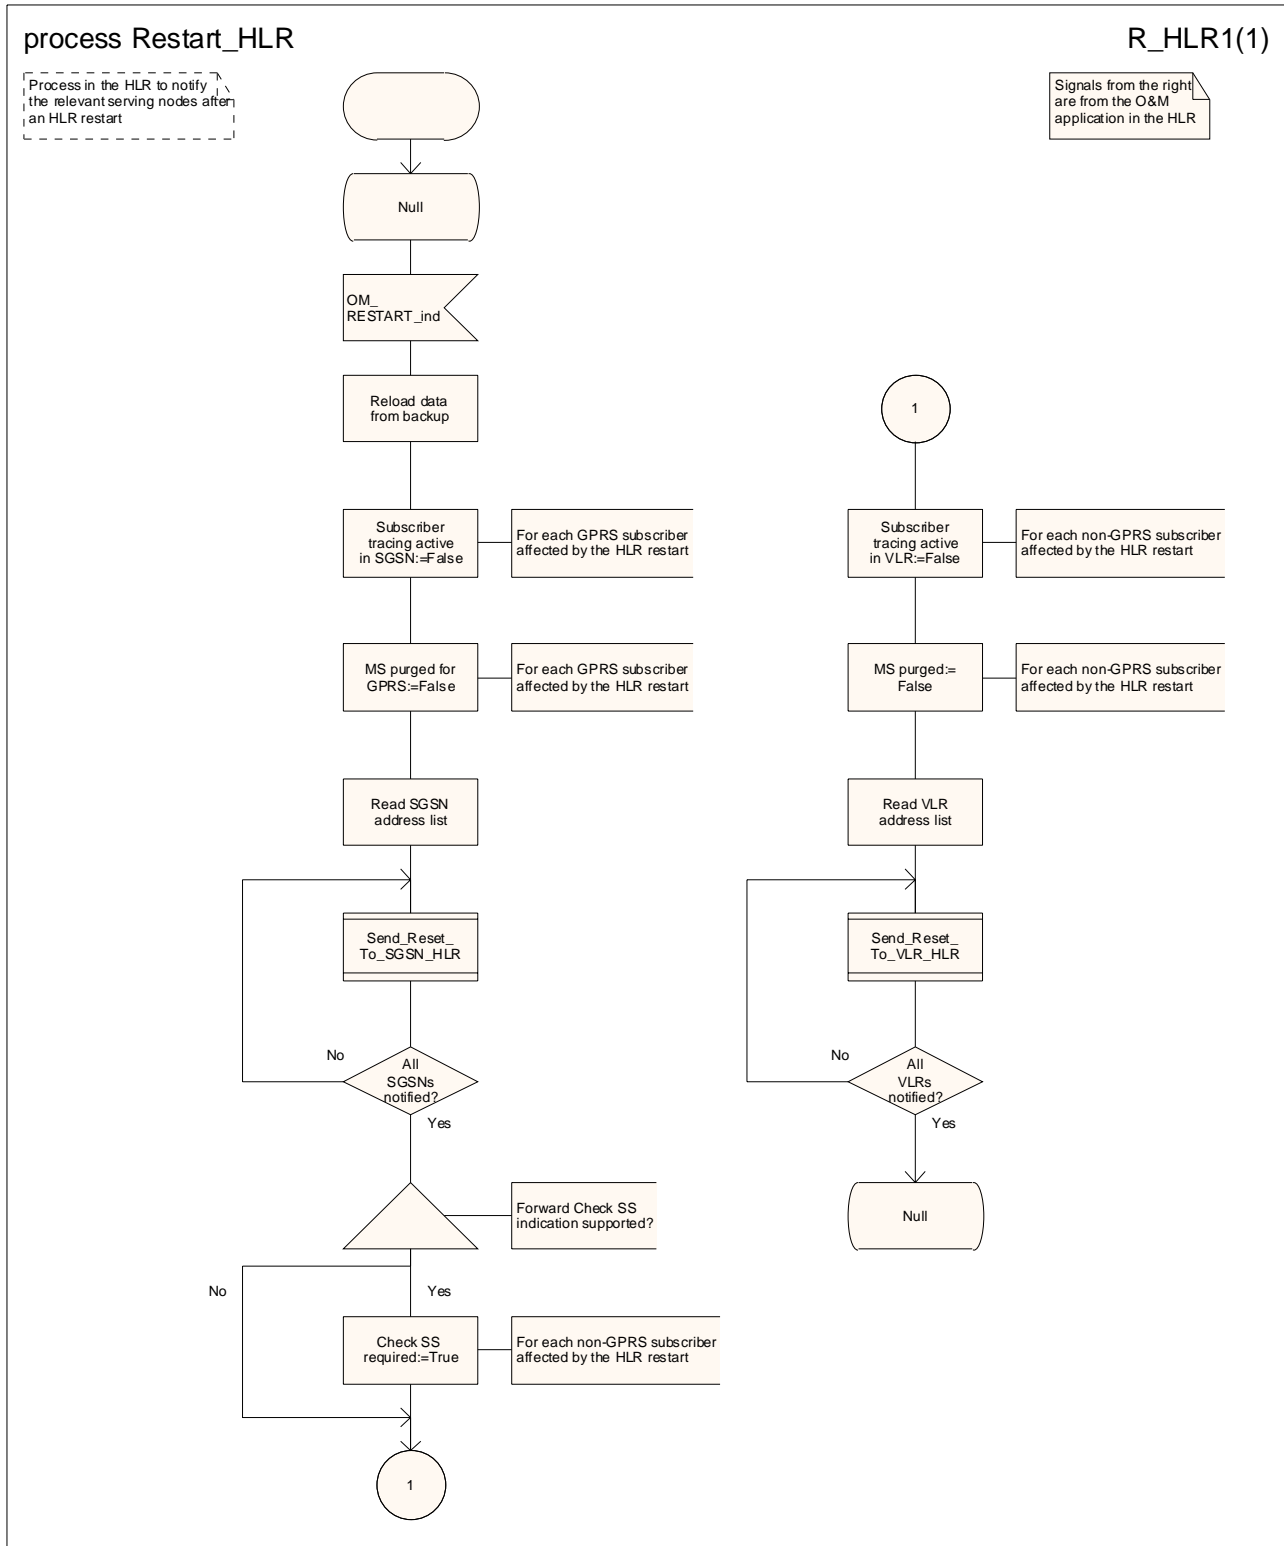 process Restart_HLR
R_HLR1(1)
Process in the HLR to notify
the relevant serving nodes after
an HLR restart
Signals from the right
are from the O&M
application in the HLR
Null
OM_
RESTART_ind
Reload data
from backup
Subscriber
tracing active
in SGSN:=False
For each GPRS subscriber
affected by the HLR restart
MS purged for
GPRS:=False
For each GPRS subscriber
affected by the HLR restart
Read SGSN
address list
Send_Reset_
To_SGSN_HLR
No
All
SGSNs
notified?
Yes
Forward Check SS
indication supported?
No
Yes
Check SS
required:=True
For each non-GPRS subscriber
affected by the HLR restart
1
1
Subscriber
tracing active
in VLR:=False
For each non-GPRS subscriber
affected by the HLR restart
MS purged:=
False
For each non-GPRS subscriber
affected by the HLR restart
Read VLR
address list
Send_Reset_
To_VLR_HLR
No
All
VLRs
notified?
Yes
Null